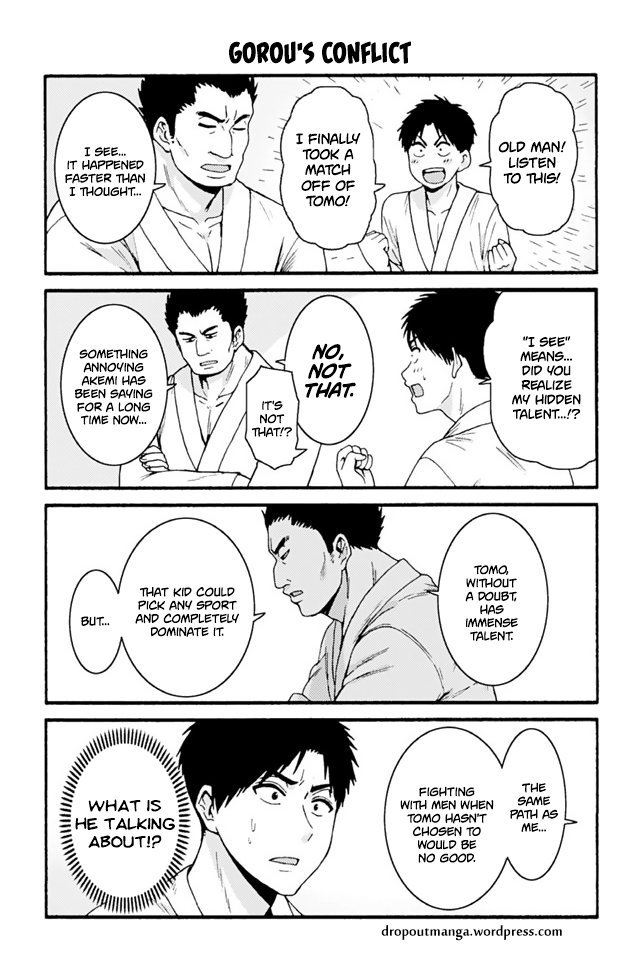 GOROU'S CONFLICT
OLD MAN!
LISTEN
TO THIS!
I FINALLY
TOOK A
MATCH
OFF OF
TOMO!
I SEE...
IT HAPPENED
FASTER THAN
I THOUGHT...
"I SEE"
MEANS...
DID YOU
REALIZE
MY HIDDEN
TALENT...!?
NO,
NOT
THAT.
IT'S
NOT
THAT!?
SOMETHING
ANNOYING
AKEMI HAS
BEEN SAYING
FOR A LONG
TIME NOW...
TOMO,
WITHOUT
A DOUBT,
HAS
IMMENSE
TALENT.
THAT KID COULD
PICK ANY SPORT
AND COMPLETELY
DOMINATE IT.
BUT...
THE
SAME
PATH AS
ME...
FIGHTING
WITH MEN WHEN
TOMO HASN'T
CHOSEN TO
WOULD BE
NO GOOD.
WHAT IS
HE TALKING
ABOUT!?
dropoutmanga.wordpress.com